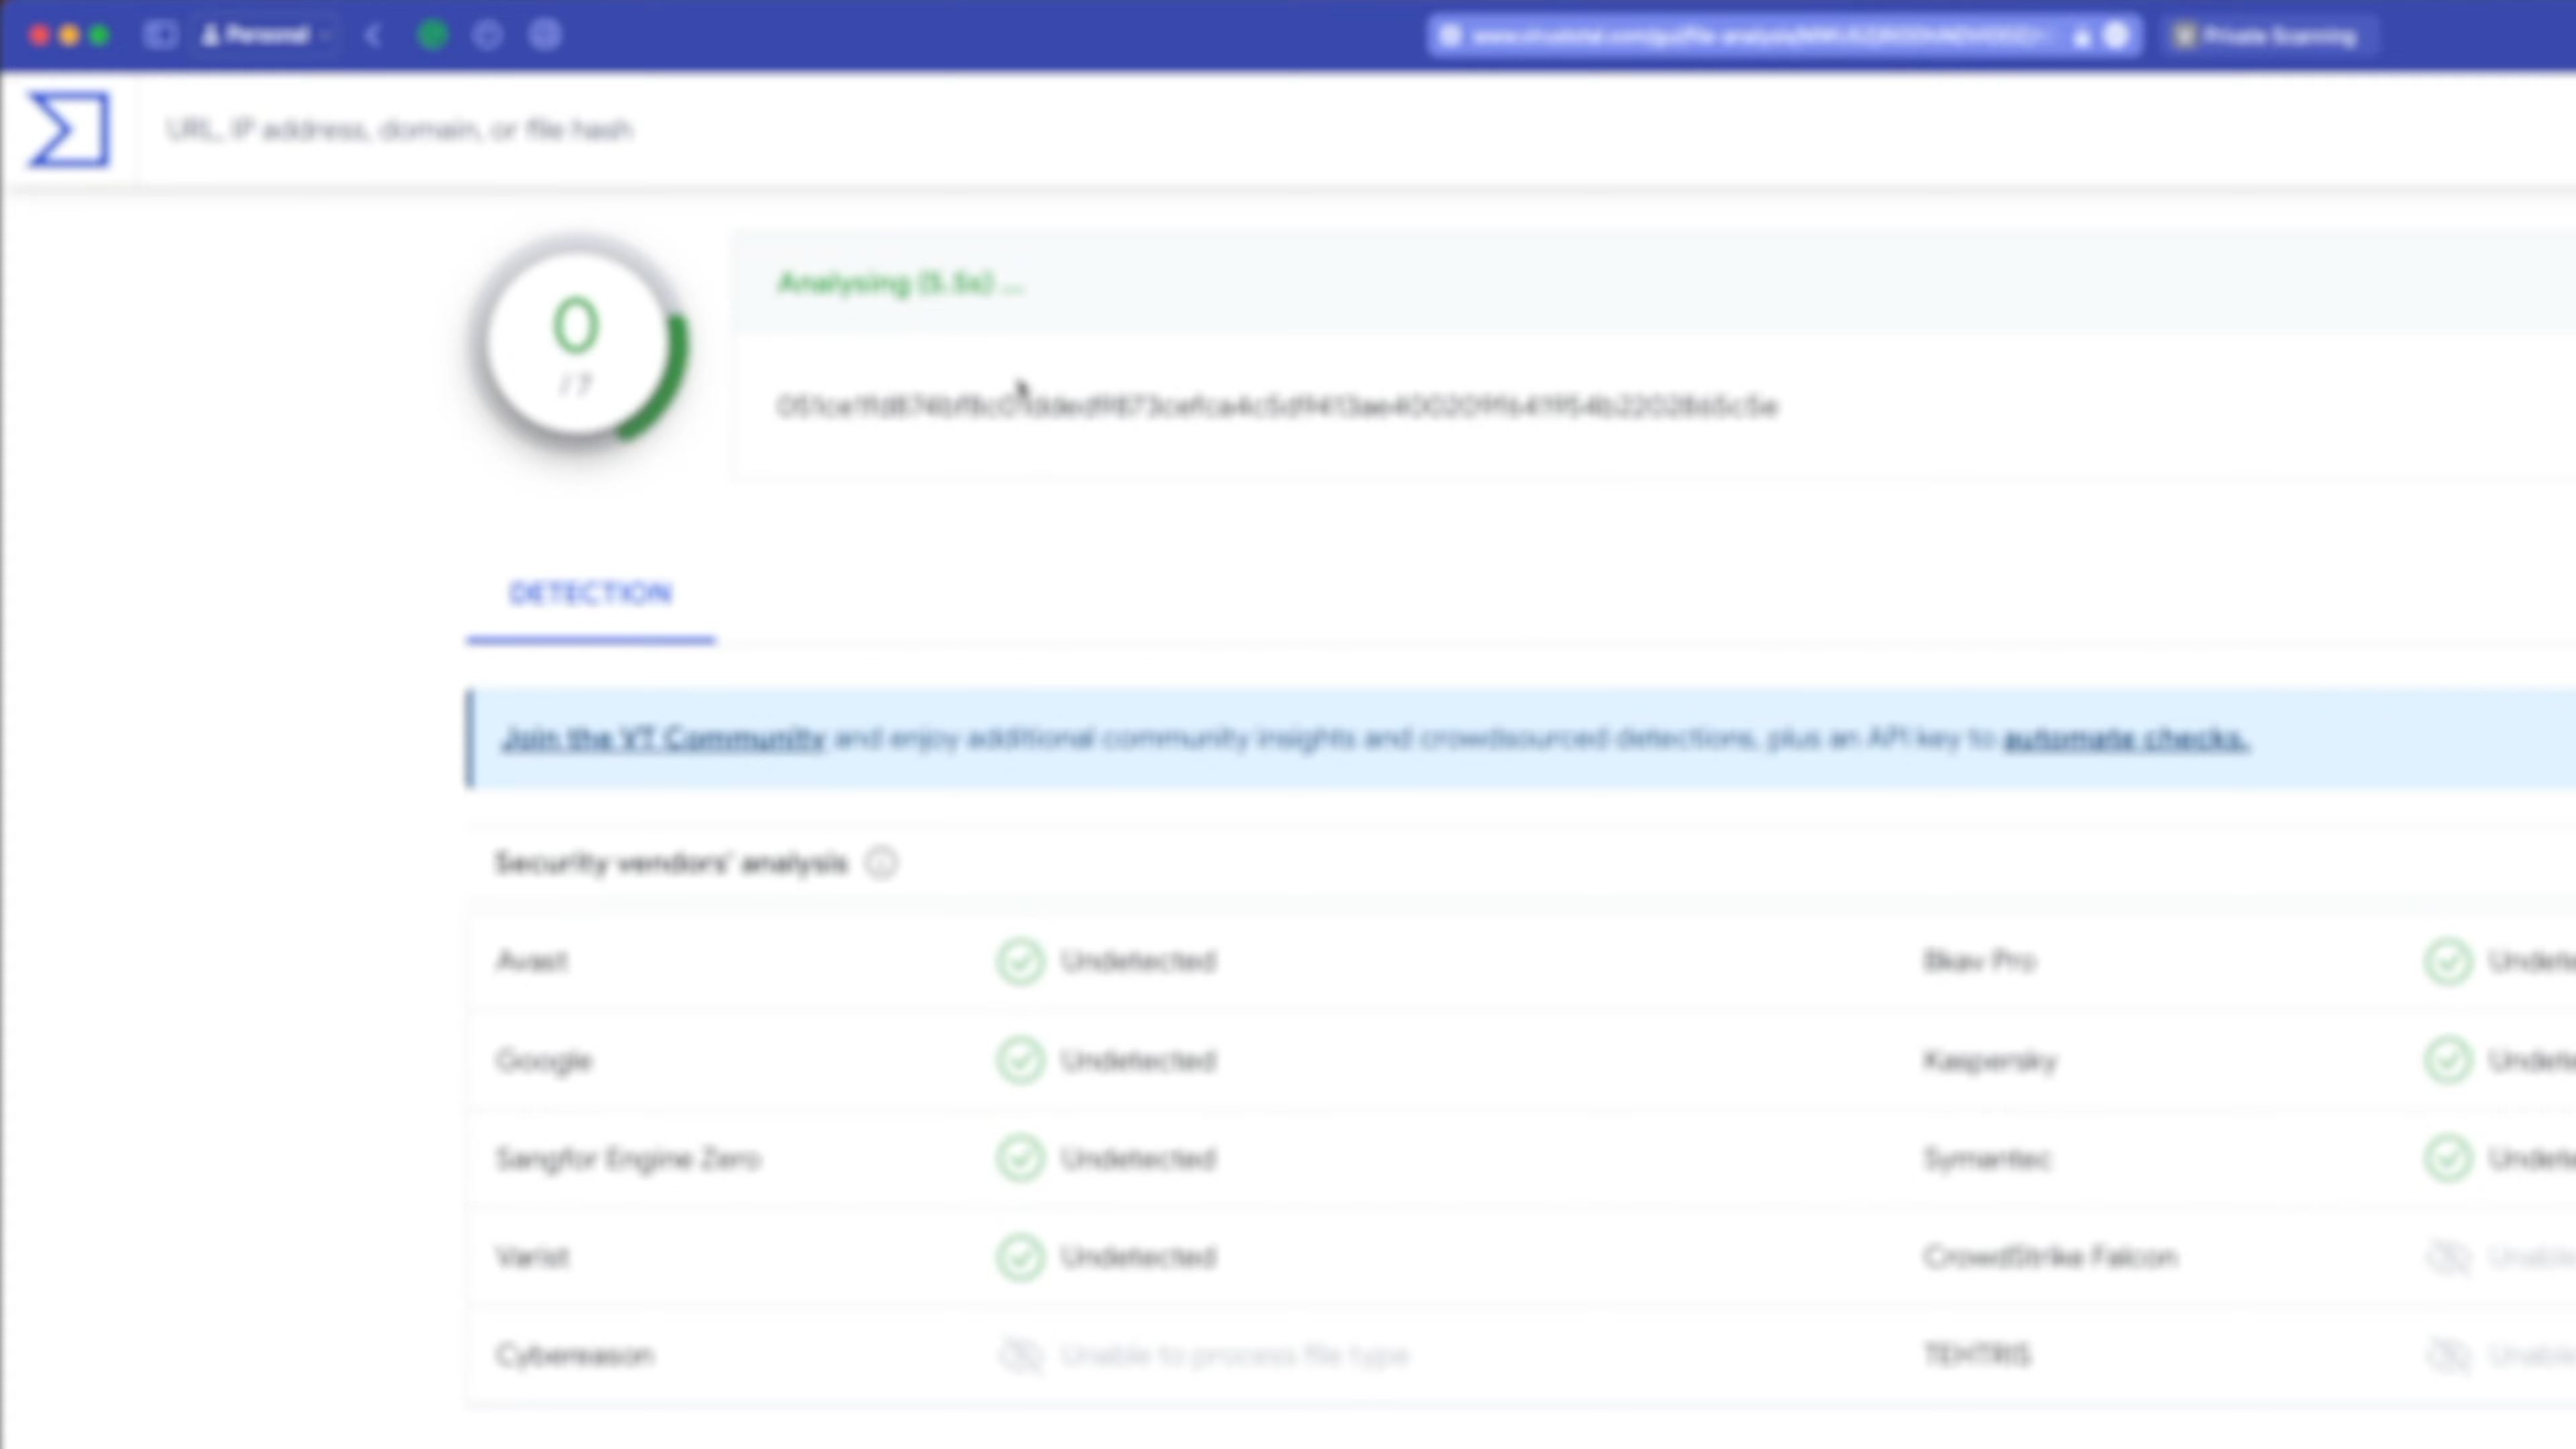 Personal
Private Scanning
URL, IP address, domain, or file hash
0
/ 7
Analysing (5.5s) ...
DETECTION
Join the VT Community and enjoy additional community insights and crowdsourced detections, plus an API key to automate checks.
Security vendors' analysis
Avast Undetected Bkav Pro
Google Undetected Kaspersky
Sangfor Engine Zero Undetected Symantec
Varist Undetected CrowdStrike Falcon Unable
Cybereason Unable to process file type TEHTRIS Unable